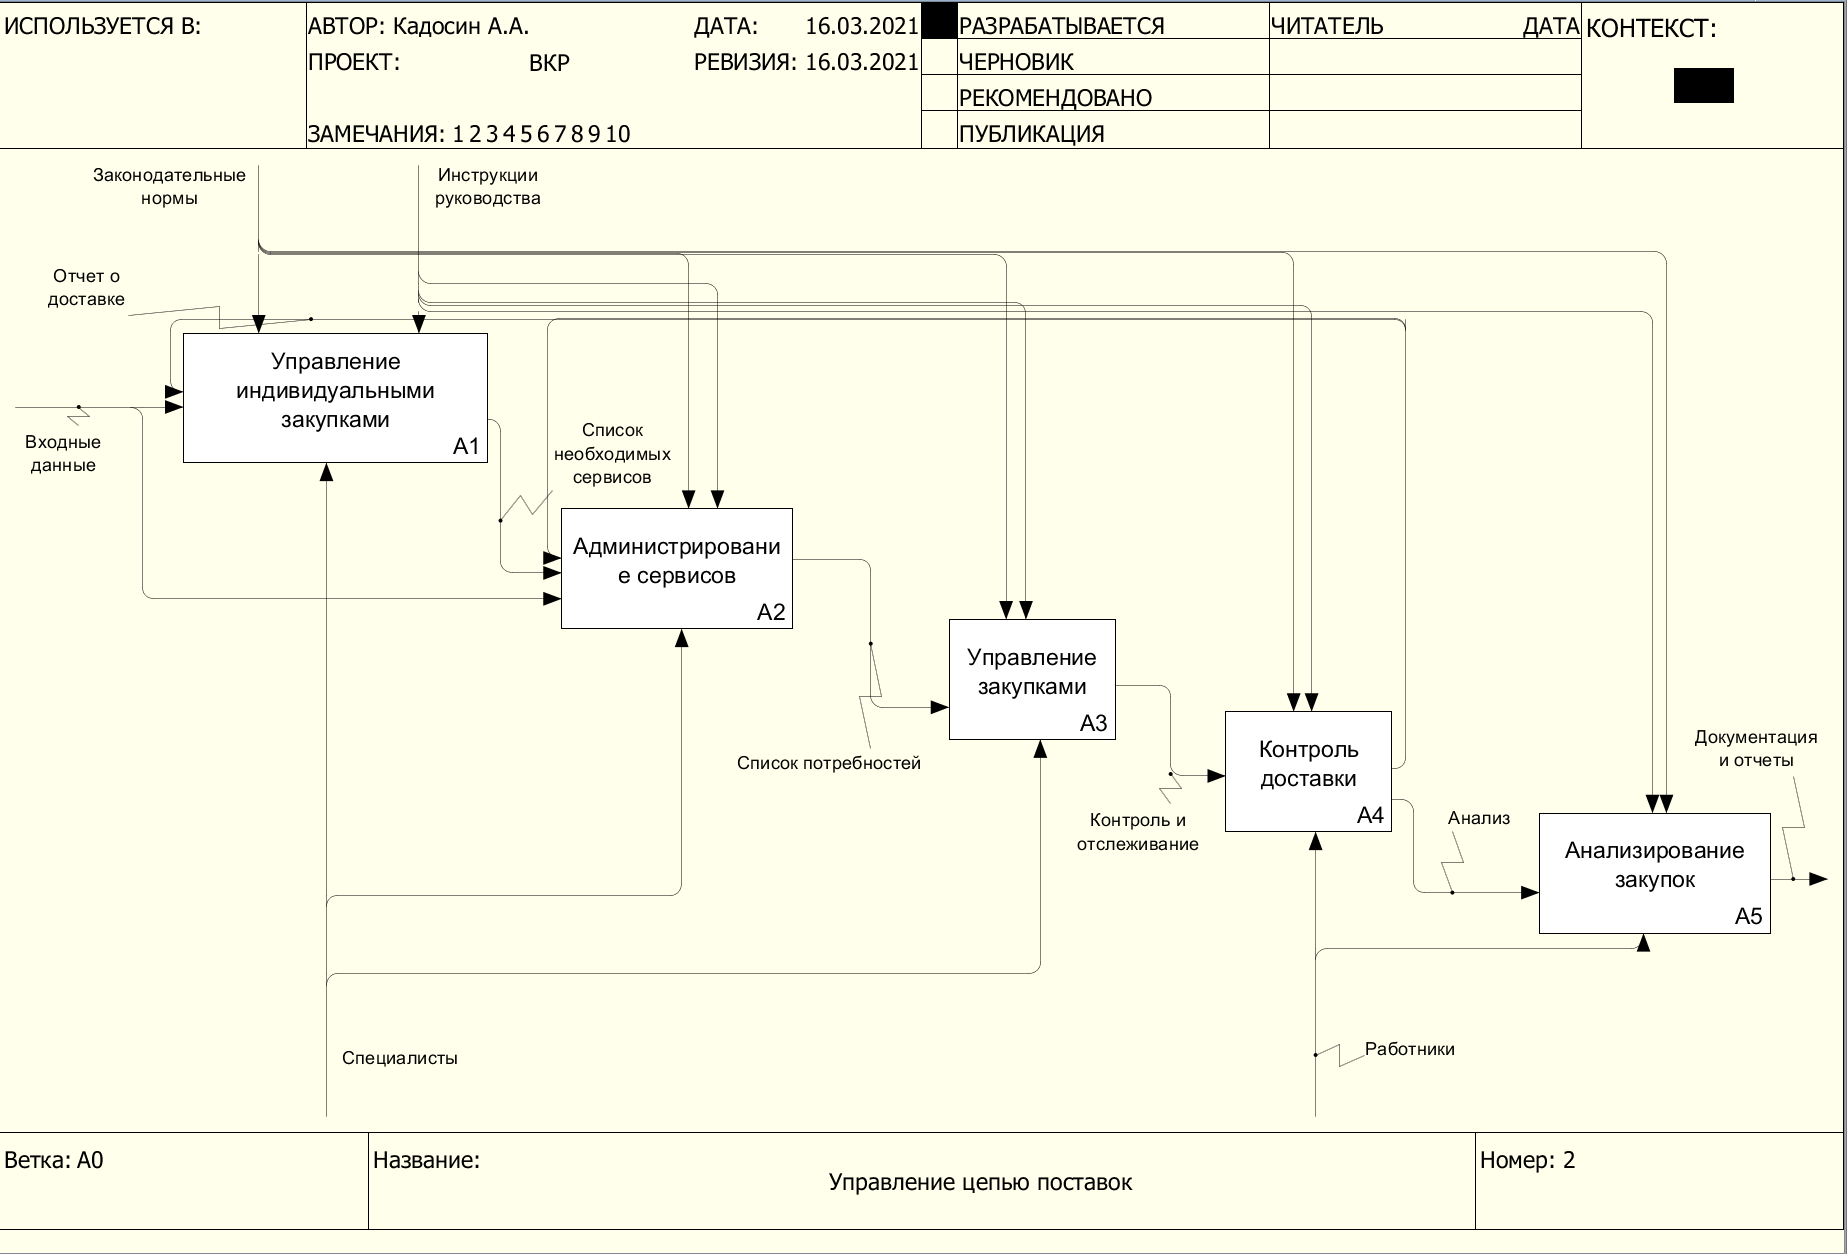 ИСПОЛЬЗУЕТСЯ В:
АВТОР: Кадосин А.А.
ДАТА: 16.03.2021
РАЗРАБАТЫВАЕТСЯ
ЧИТАТЕЛЬ
ДАТА
КОНТЕКСТ:
ПРОЕКТ: ВКР
РЕВИЗИЯ: 16.03.2021
ЧЕРНОВИК
РЕКОМЕНДОВАНО
ЗАМЕЧАНИЯ: 1 2 3 4 5 6 7 8 9 10
ПУБЛИКАЦИЯ
Законодательные
нормы
Инструкции
руководства
Отчет о
доставке
Управление
индивидуальными
закупками
A1
Входные
данные
Список
необходимых
сервисов
Администрировани
е сервисов
A2
Управление
закупками
A3
Список потребностей
Контроль
доставки
A4
Контроль и
отслеживание
Документация
и отчеты
Анализ
Анализирование
закупок
A5
Специалисты
Работники
Ветка: A0
Название:
Управление цепью поставок
Номер: 2